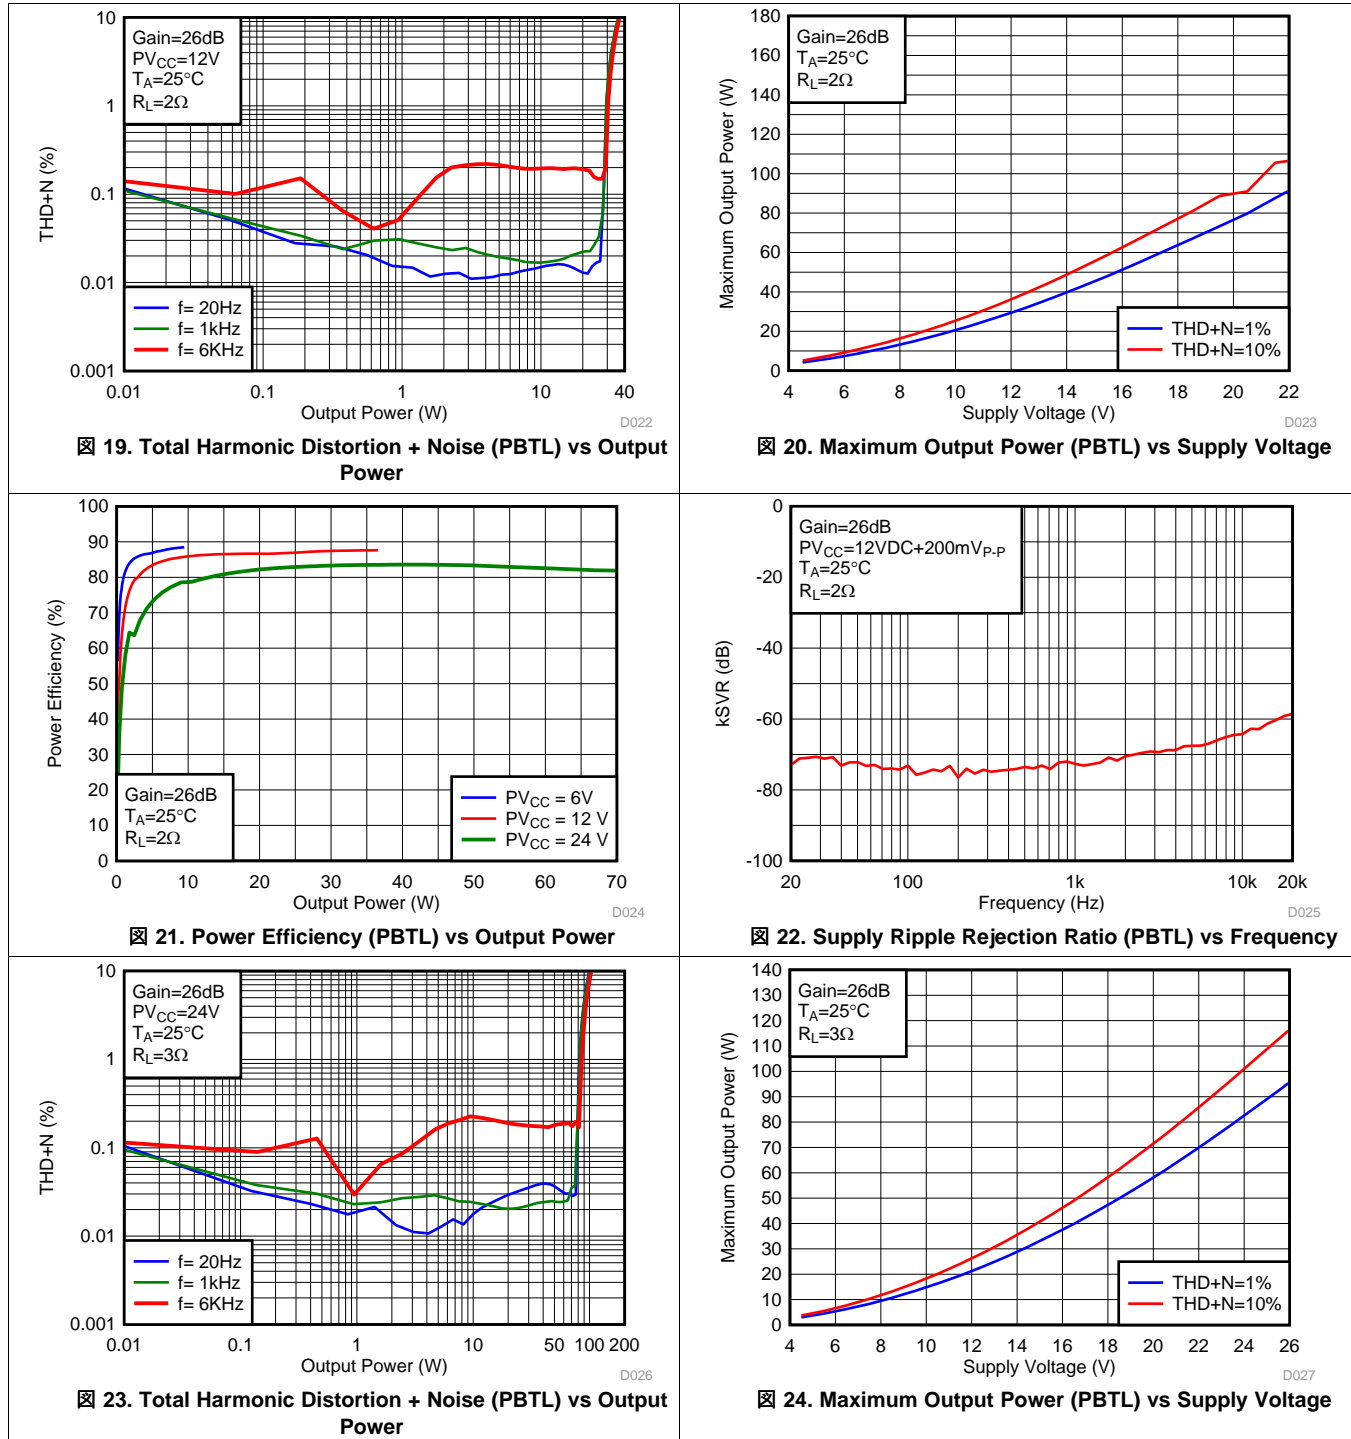 10
1
0.1
0.01
0.001
THD+N (%)
Gain=26dB
PVCC=12V
TA=25°C
RL=2Ω
f= 20Hz
f= 1kHz
f= 6KHz
0.01 0.1 1 10 40
Output Power (W)
D022
図 19. Total Harmonic Distortion + Noise (PBTL) vs Output
Power
180
160
140
120
100
80
60
40
20
0
Maximum Output Power (W)
Gain=26dB
TA=25°C
RL=2Ω
THD+N=1%
THD+N=10%
4 6 8 10 12 14 16 18 20 22
Supply Voltage (V)
D023
図 20. Maximum Output Power (PBTL) vs Supply Voltage
100
90
80
70
60
50
40
30
20
10
0
Power Efficiency (%)
Gain=26dB
TA=25°C
RL=2Ω
PVCC = 6V
PVCC = 12 V
PVCC = 24 V
0 10 20 30 40 50 60 70
Output Power (W)
D024
図 21. Power Efficiency (PBTL) vs Output Power
0
-20
-40
-60
-80
-100
kSVR (dB)
Gain=26dB
PVCC=12VDC+200mVP-P
TA=25°C
RL=2Ω
20 100 1k 10k 20k
Frequency (Hz)
D025
図 22. Supply Ripple Rejection Ratio (PBTL) vs Frequency
10
1
0.1
0.01
0.001
THD+N (%)
Gain=26dB
PVCC=24V
TA=25°C
RL=3Ω
f= 20Hz
f= 1kHz
f= 6KHz
0.01 0.1 1 10 50 100 200
Output Power (W)
D026
図 23. Total Harmonic Distortion + Noise (PBTL) vs Output
Power
140
130
120
110
100
90
80
70
60
50
40
30
20
10
0
Maximum Output Power (W)
Gain=26dB
TA=25°C
RL=3Ω
THD+N=1%
THD+N=10%
4 6 8 10 12 14 16 18 20 22 24 26
Supply Voltage (V)
D027
図 24. Maximum Output Power (PBTL) vs Supply Voltage